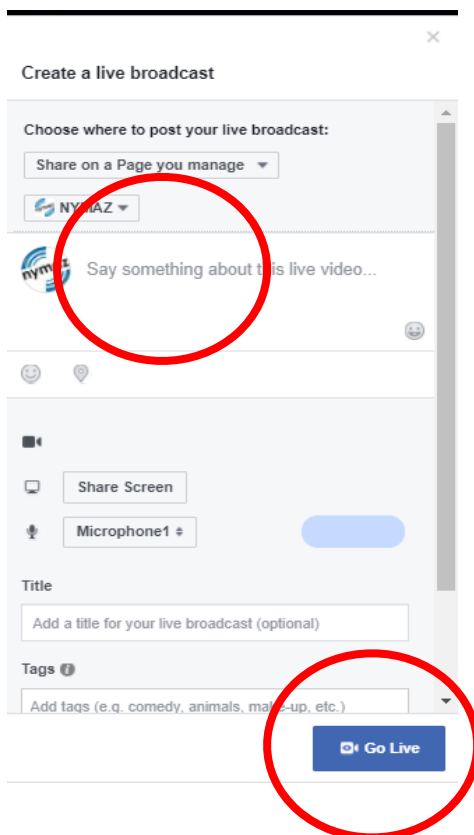 Create a live broadcast
Choose where to post your live broadcast:
Share on a Page you manage
NYMAZ
nymaz
Say something about this live video...
Share Screen
Microphone1
Title
Add a title for your live broadcast (optional)
Tags
Add tags (e.g. comedy, animals, make-up, etc.)
Go Live